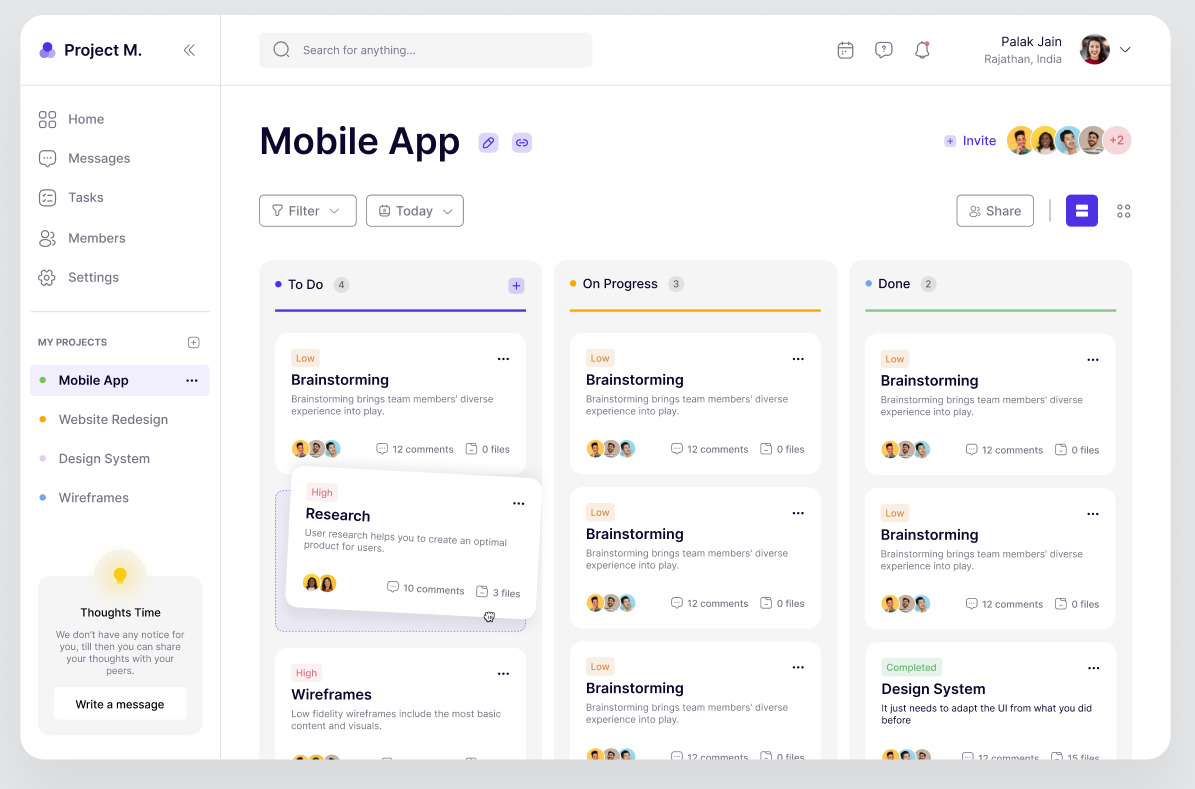 Project M.
Search for anything...
Palak Jain
Rajathan, India
Home
Messages
Tasks
Members
Settings
MY PROJECTS
Mobile App
Website Redesign
Design System
Wireframes
Thoughts Time
We don't have any notice for
you, till then you can share
your thoughts with your
peers.
Write a message
Mobile App
Invite
+2
Filter
Today
Share
To Do 4
Low
Brainstorming
Brainstorming brings team members' diverse
experience into play.
12 comments
0 files
High
Research
User research helps you to create an optimal
product for users.
10 comments
3 files
High
Wireframes
Low fidelity wireframes include the most basic
content and visuals.
On Progress 3
Low
Brainstorming
Brainstorming brings team members' diverse
experience into play.
12 comments
0 files
Low
Brainstorming
Brainstorming brings team members' diverse
experience into play.
12 comments
0 files
Low
Brainstorming
Brainstorming brings team members' diverse
experience into play.
12 comments
0 files
Done 2
Low
Brainstorming
Brainstorming brings team members' diverse
experience into play.
12 comments
0 files
Low
Brainstorming
Brainstorming brings team members' diverse
experience into play.
12 comments
0 files
Completed
Design System
It just needs to adapt the UI from what you did
before
12 comments
15 files